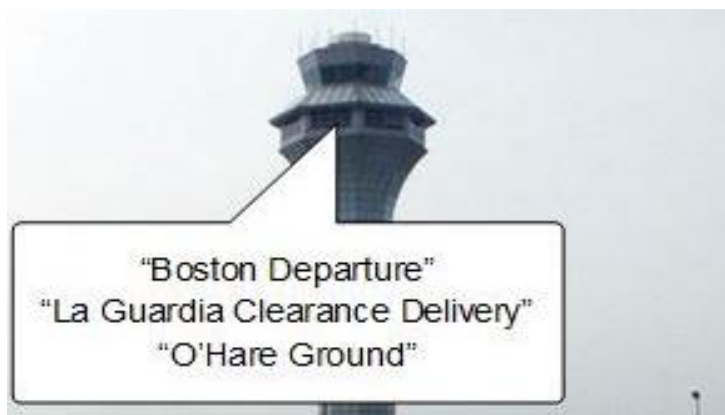 “Boston Departure”
“La Guardia Clearance Delivery”
“O’Hare Ground”